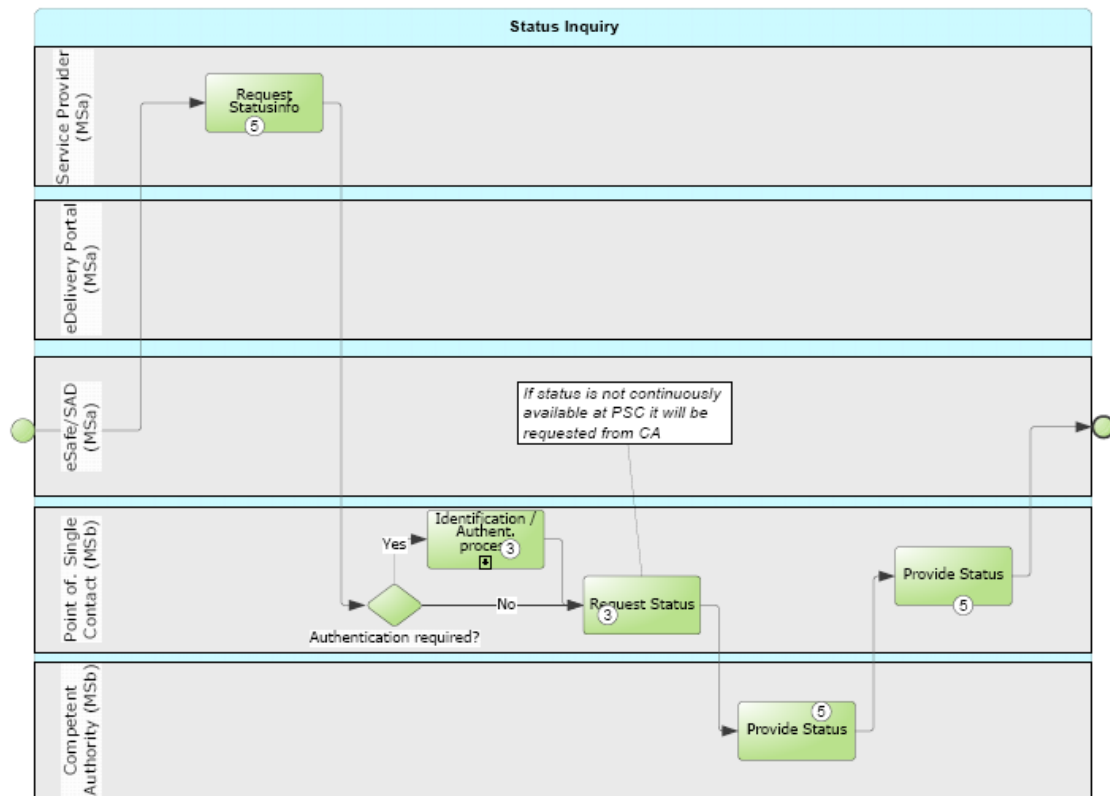 Status Inquiry
Service Provider
(MSa)
Request
Statusinfo
5
eDelivery Portal
(MSa)
eSafe/SAD
(MSa)
If status is not continuously
available at PSC it will be
requested from CA
Point of. Single
Contact (MSb)
Identification /
Authent.
3
Yes
Authentication required?
No
Request Status
3
Provide Status
5
Competent
Authority (MSb)
Provide Status
5